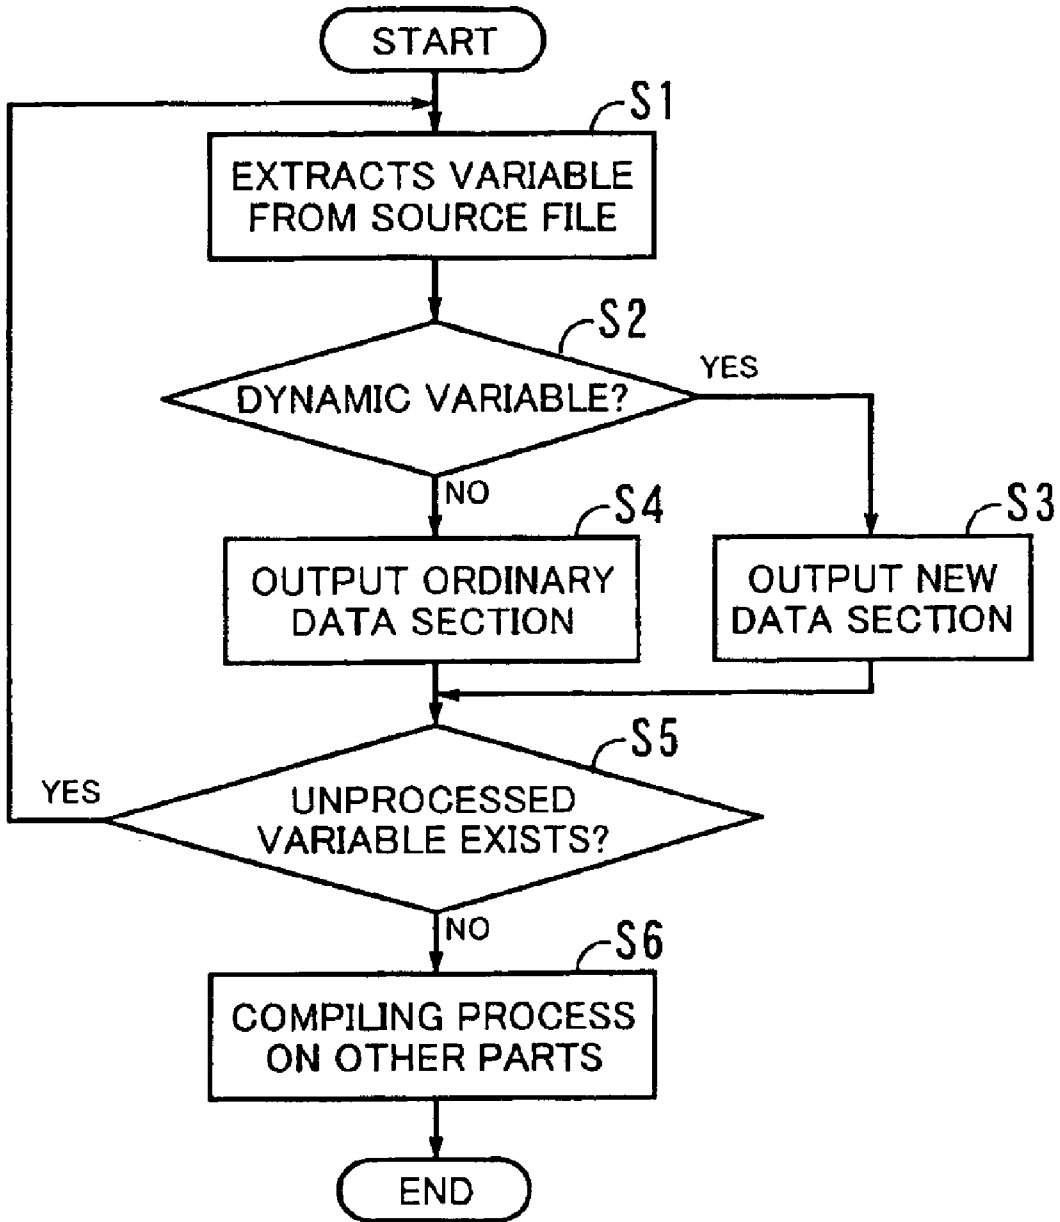 START
S1
EXTRACTS VARIABLE
FROM SOURCE FILE
S2
DYNAMIC VARIABLE?
YES
NO
S4
OUTPUT ORDINARY
DATA SECTION
S3
OUTPUT NEW
DATA SECTION
S5
UNPROCESSED
VARIABLE EXISTS?
YES
NO
S6
COMPILING PROCESS
ON OTHER PARTS
END